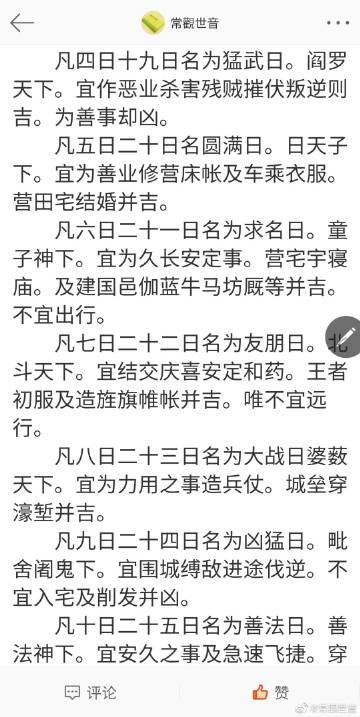 常觀世音
凡四日十九日名为猛武日。阎罗
天下。宜作恶业杀害残贼摧伏叛逆则
吉。为善事却凶。
凡五日二十日名圆满日。日天子
下。宜为善业修营床帐及车乘衣服。
营田宅结婚并吉。
凡六日二十一日名为求名日。童
子神下。宜为久长安定事。营宅宇寝
庙。及建国邑伽蓝牛马坊厩等并吉。
不宜出行。
凡七日二十二日名为友朋日。北
斗天下。宜结交庆喜安定和药。王者
初服及造旌旗帷帐并吉。唯不宜远
行。
凡八日二十三日名为大战日婆薮
天下。宜为力用之事造兵仗。城垒穿
濠堑并吉。
凡九日二十四日名为凶猛日。毗
舍阇鬼下。宜围城缚敌进途伐逆。不
宜入宅及削发并凶。
凡十日二十五日名为善法日。善
法神下。宜安久之事及急速飞捷。穿
评论
赞
@常觀世音